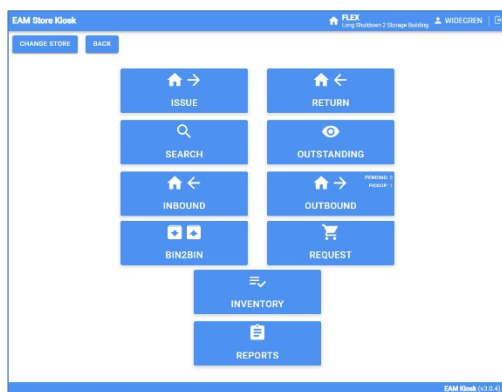 EAM Store Kiosk
FLEX
Long Shutdown 2 Storage Building
WIDEGREN
CHANGE STORE
BACK
ISSUE
RETURN
SEARCH
OUTSTANDING
INBOUND
PENDING: 0
PICKUP: 1
OUTBOUND
BIN2BIN
REQUEST
INVENTORY
REPORTS
EAM Kiosk (v3.0.4)